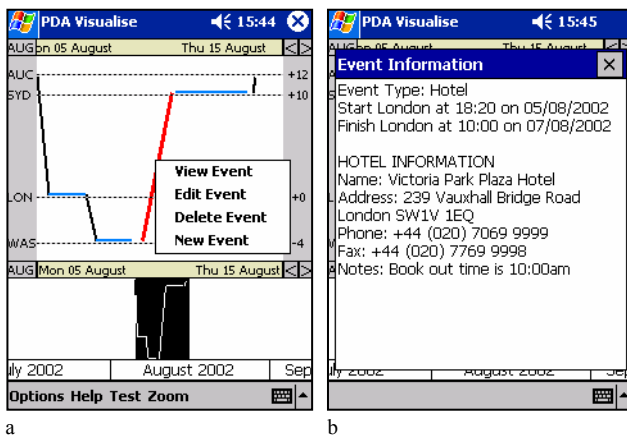 PDA Visualise 15:44
AUG on 05 August Thu 15 August < >
AUC +12
SYD +10
View Event
Edit Event
Delete Event
New Event
LON +0
WAS -4
AUG Mon 05 August Thu 15 August < >
uly 2002 August 2002 Sep
Options Help Test Zoom
a
PDA Visualise 15:45
Event Information
Event Type: Hotel
Start London at 18:20 on 05/08/2002
Finish London at 10:00 on 07/08/2002
HOTEL INFORMATION
Name: Victoria Park Plaza Hotel
Address: 239 Vauxhall Bridge Road
London SW1V 1EQ
Phone: +44 (020) 7069 9999
Fax: +44 (020) 7769 9998
Notes: Book out time is 10:00am
b